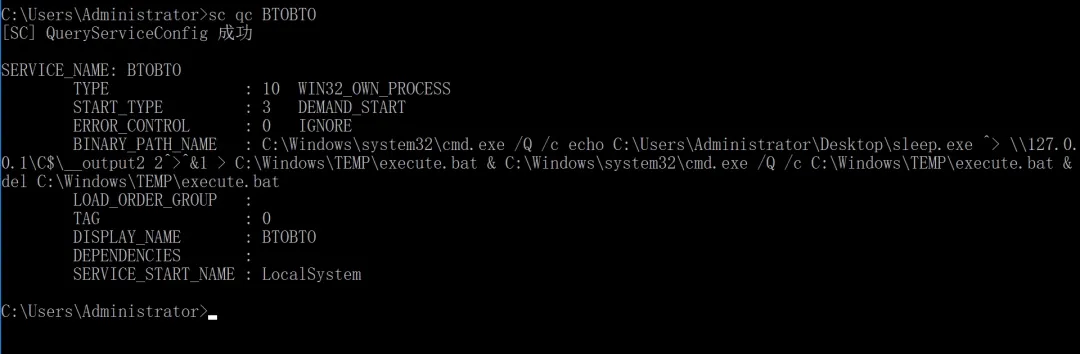 C:\Users\Administrator>sc qc BTOBTO
[SC] QueryServiceConfig 成功
SERVICE_NAME: BTOBTO
        TYPE               : 10  WIN32_OWN_PROCESS
        START_TYPE         : 3   DEMAND_START
        ERROR_CONTROL      : 0   IGNORE
        BINARY_PATH_NAME   : C:\Windows\system32\cmd.exe /Q /c echo C:\Users\Administrator\Desktop\sleep.exe ^> \\127.0.
0.1\C$\__output2 2^>^&1 > C:\Windows\TEMP\execute.bat & C:\Windows\system32\cmd.exe /Q /c C:\Windows\TEMP\execute.bat &
del C:\Windows\TEMP\execute.bat
        LOAD_ORDER_GROUP   :
        TAG                : 0
        DISPLAY_NAME       : BTOBTO
        DEPENDENCIES       :
        SERVICE_START_NAME : LocalSystem
C:\Users\Administrator>